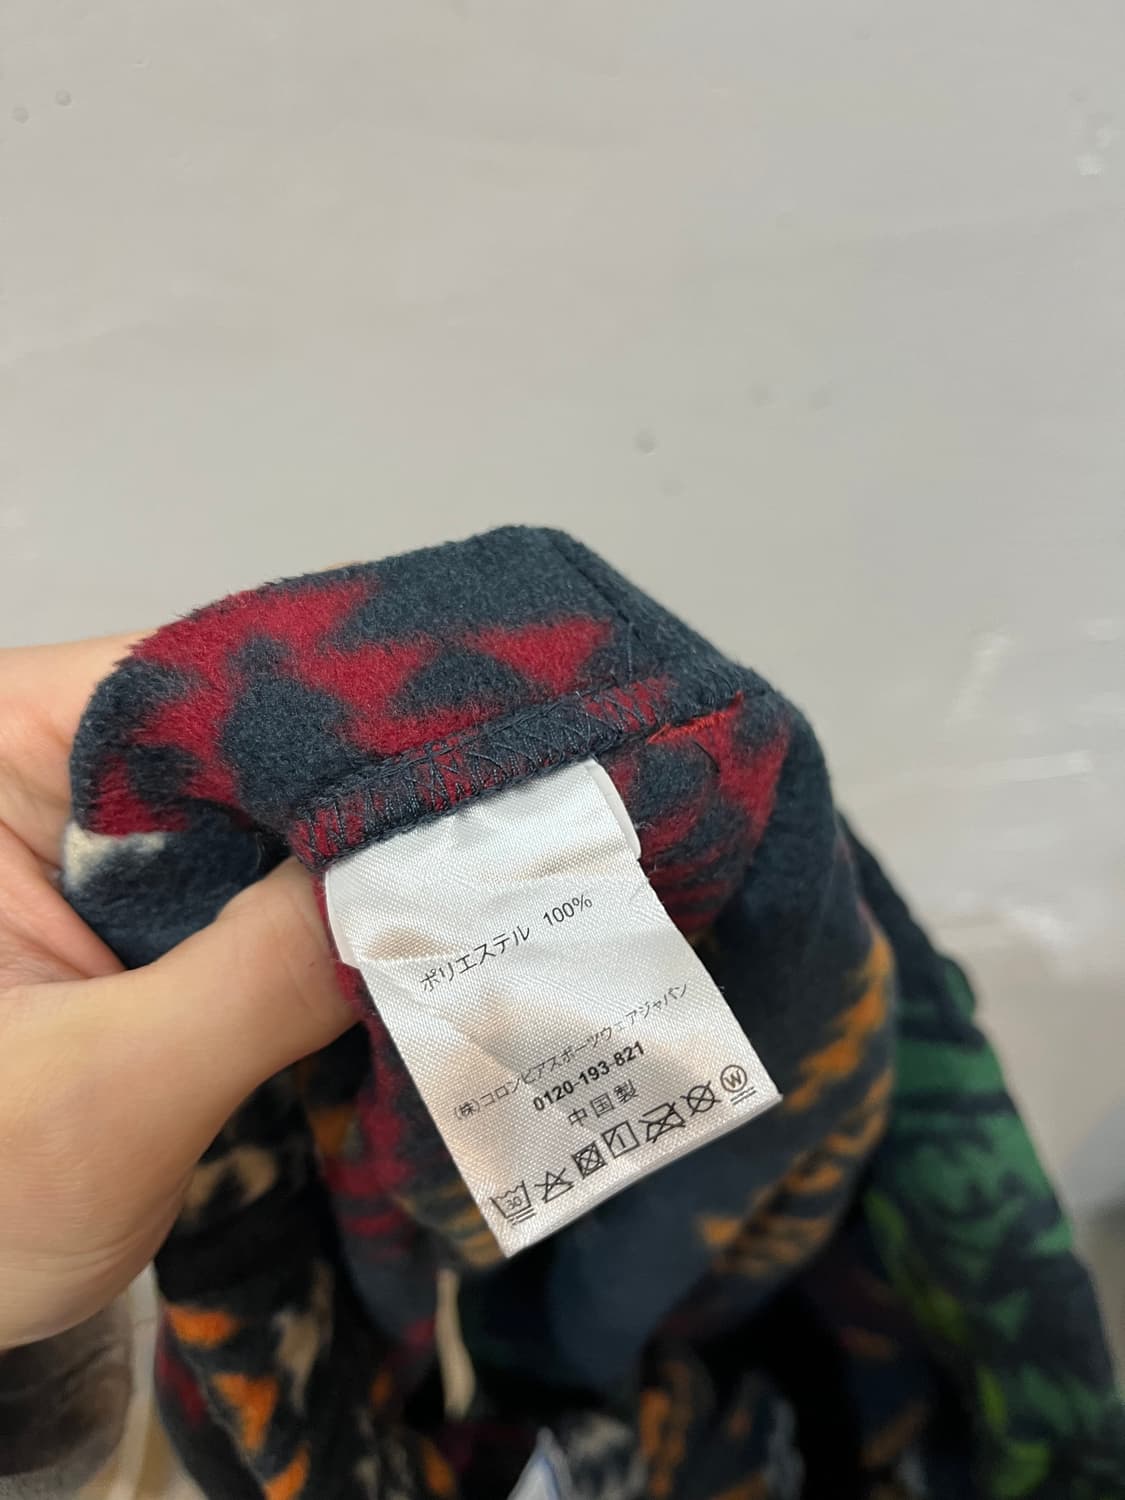 ポリエステル 100%
(株)コロンビアスポーツウェアジャパン
0120-193-821
中国製
30
W